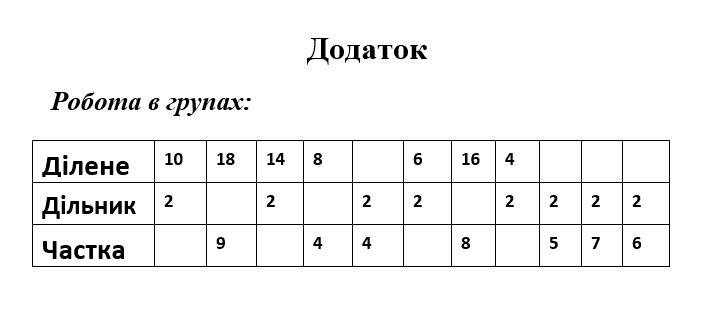 Додаток
Робота в групах:
Ділене 10 18 14 8 6 16 4
Дільник 2 2 2 2 2 2 2 2
Частка 9 4 4 8 5 7 6